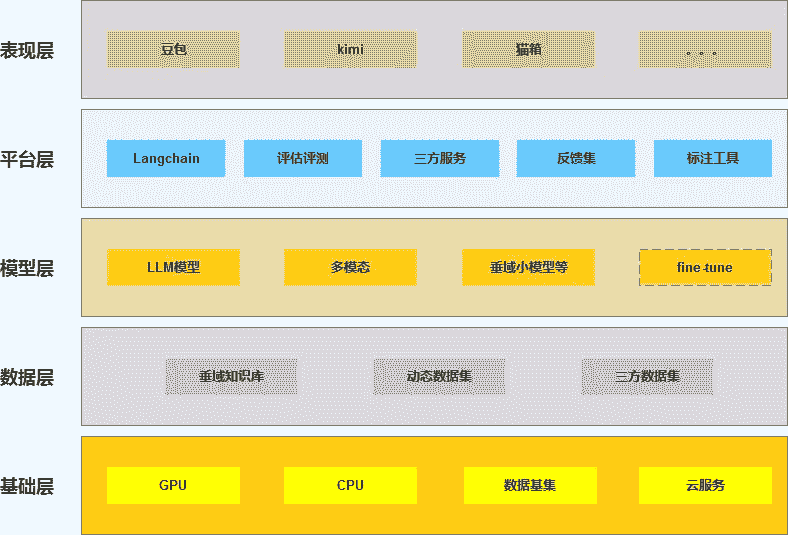 表现层
豆包
kimi
猫箱
。。。
平台层
Langchain
评估评测
三方服务
反馈集
标注工具
模型层
LLM模型
多模态
垂域小模型等
fine-tune
数据层
垂域知识库
动态数据集
三方数据集
基础层
GPU
CPU
数据基集
云服务